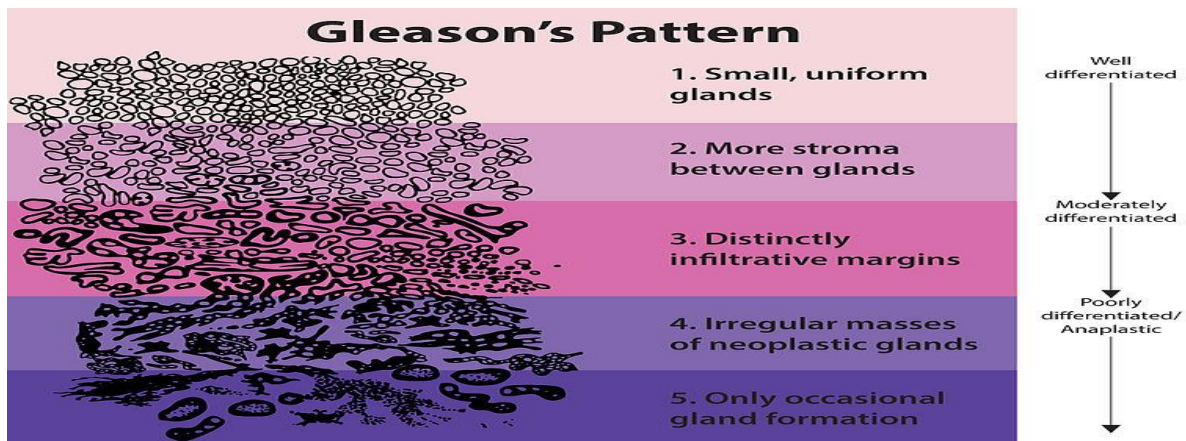 Gleason's Pattern
1. Small, uniform
glands
2. More stroma
between glands
3. Distinctly
infiltrative margins
4. Irregular masses
of neoplastic glands
5. Only occasional
gland formation
Well
differentiated
Moderately
differentiated
Poorly
differentiated/
Anaplastic